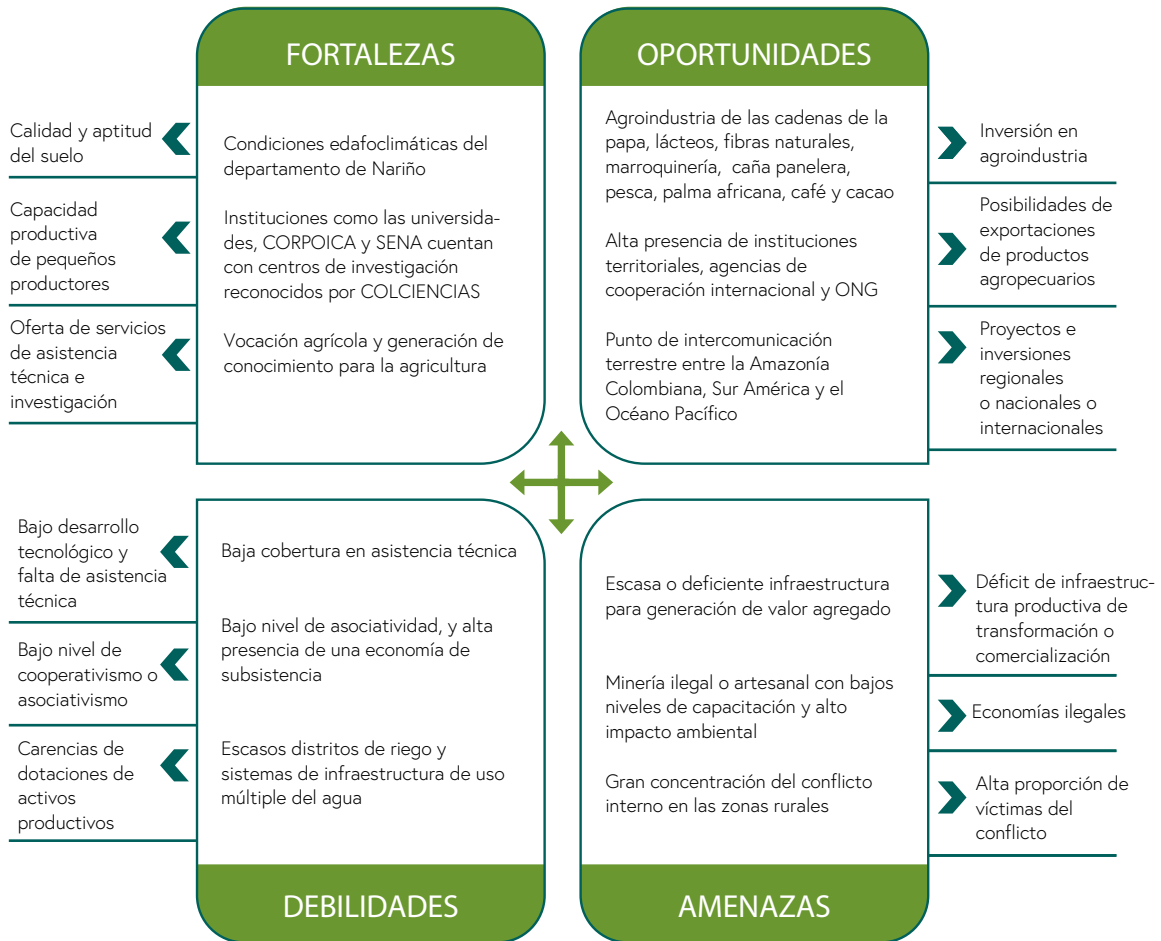 FORTALEZAS
Calidad y aptitud
del suelo
Capacidad
productiva
de pequeños
productores
Oferta de servicios
de asistencia
técnica e
investigación
Condiciones edafoclimáticas del
departamento de Nariño
Instituciones como las universida-
des, CORPOICA y SENA cuentan
con centros de investigación
reconocidos por COLCIENCIAS
Vocación agrícola y generación de
conocimiento para la agricultura
OPORTUNIDADES
Agroindustria de las cadenas de la
papa, lácteos, fibras naturales,
marroquinería, caña panelera,
pesca, palma africana, café y cacao
Alta presencia de instituciones
territoriales, agencias de
cooperación internacional y ONG
Punto de intercomunicación
terrestre entre la Amazonía
Colombiana, Sur América y el
Océano Pacífico
Inversión en
agroindustria
Posibilidades de
exportaciones
de productos
agropecuarios
Proyectos e
inversiones
regionales
o nacionales o
internacionales
Bajo desarrollo
tecnológico y
falta de asistencia
técnica
Bajo nivel de
cooperativismo o
asociativismo
Carencias de
dotaciones de
activos
productivos
Baja cobertura en asistencia técnica
Bajo nivel de asociatividad, y alta
presencia de una economía de
subsistencia
Escasos distritos de riego y
sistemas de infraestructura de uso
múltiple del agua
DEBILIDADES
Escasa o deficiente infraestructura
para generación de valor agregado
Minería ilegal o artesanal con bajos
niveles de capacitación y alto
impacto ambiental
Gran concentración del conflicto
interno en las zonas rurales
AMENAZAS
Déficit de infraestruc-
tura productiva de
transformación o
comercialización
Economías ilegales
Alta proporción de
víctimas del
conflicto